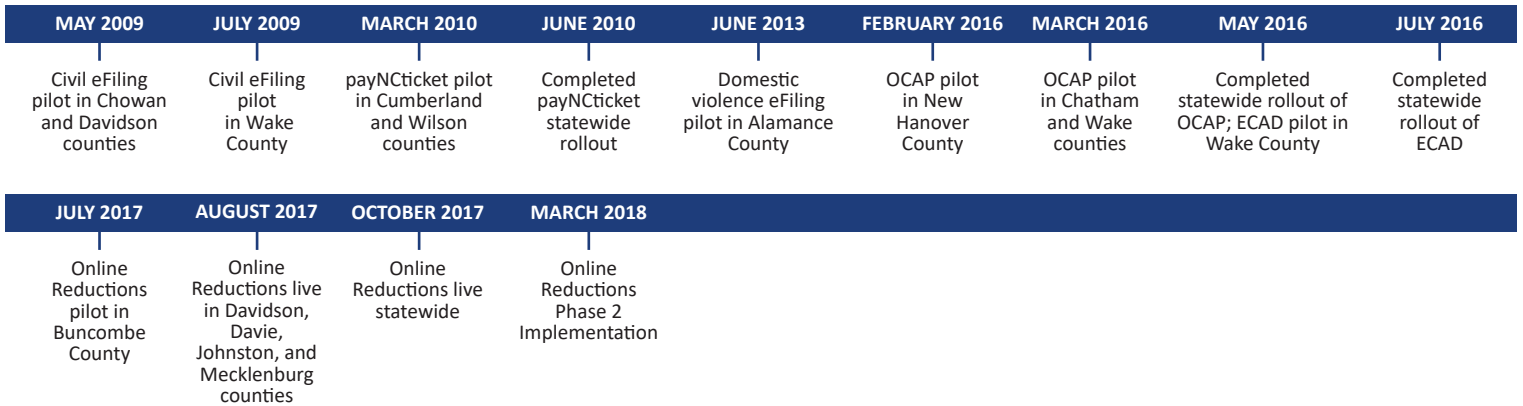 MAY 2009
Civil eFiling
pilot in Chowan
and Davidson
counties
JULY 2009
Civil eFiling
pilot
in Wake
County
MARCH 2010
payNCticket pilot
in Cumberland
and Wilson
counties
JUNE 2010
Completed
payNCticket
statewide
rollout
JUNE 2013
Domestic
violence eFiling
pilot in Alamance
County
FEBRUARY 2016
OCAP pilot
in New
Hanover
County
MARCH 2016
OCAP pilot
in Chatham
and Wake
counties
MAY 2016
Completed
statewide rollout of
OCAP; ECAD pilot in
Wake County
JULY 2016
Completed
statewide
rollout of
ECAD
JULY 2017
Online
Reductions
pilot in
Buncombe
County
AUGUST 2017
Online
Reductions live
in Davidson,
Davie,
Johnston, and
Mecklenburg
counties
OCTOBER 2017
Online
Reductions live
statewide
MARCH 2018
Online
Reductions
Phase 2
Implementation